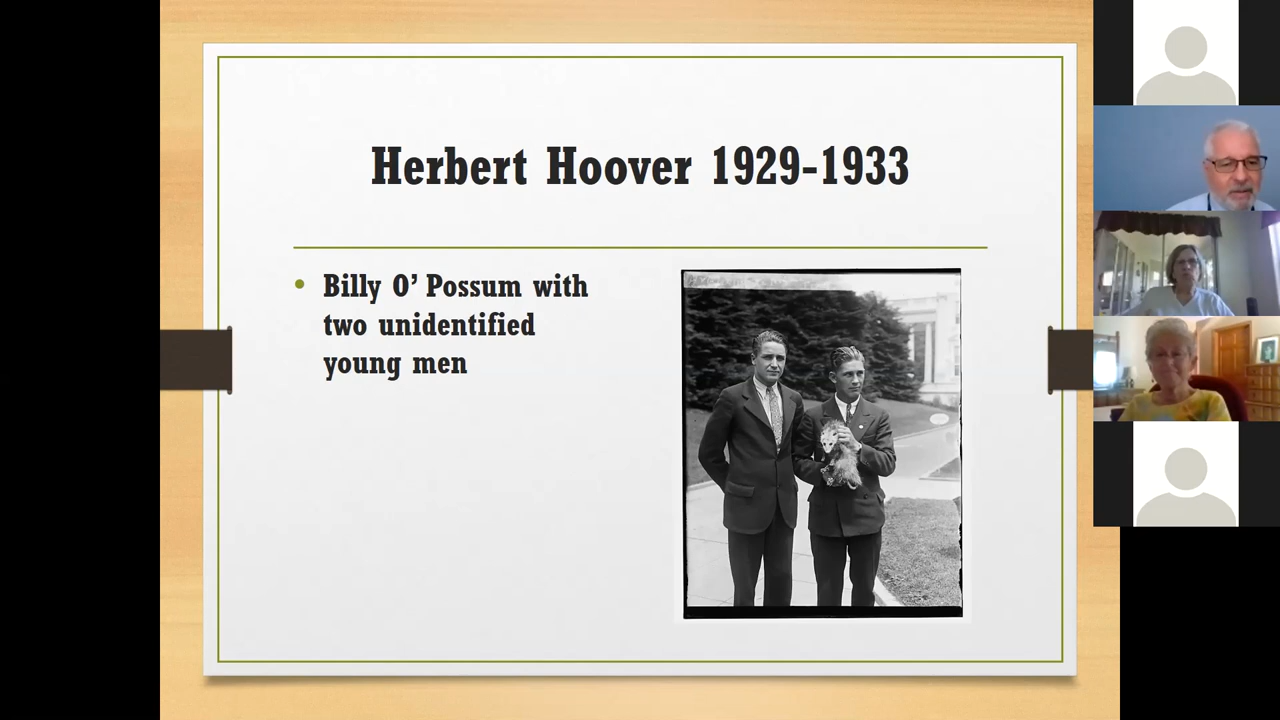 Herbert Hoover 1929-1933
• Billy O’ Possum with
two unidentified
young men